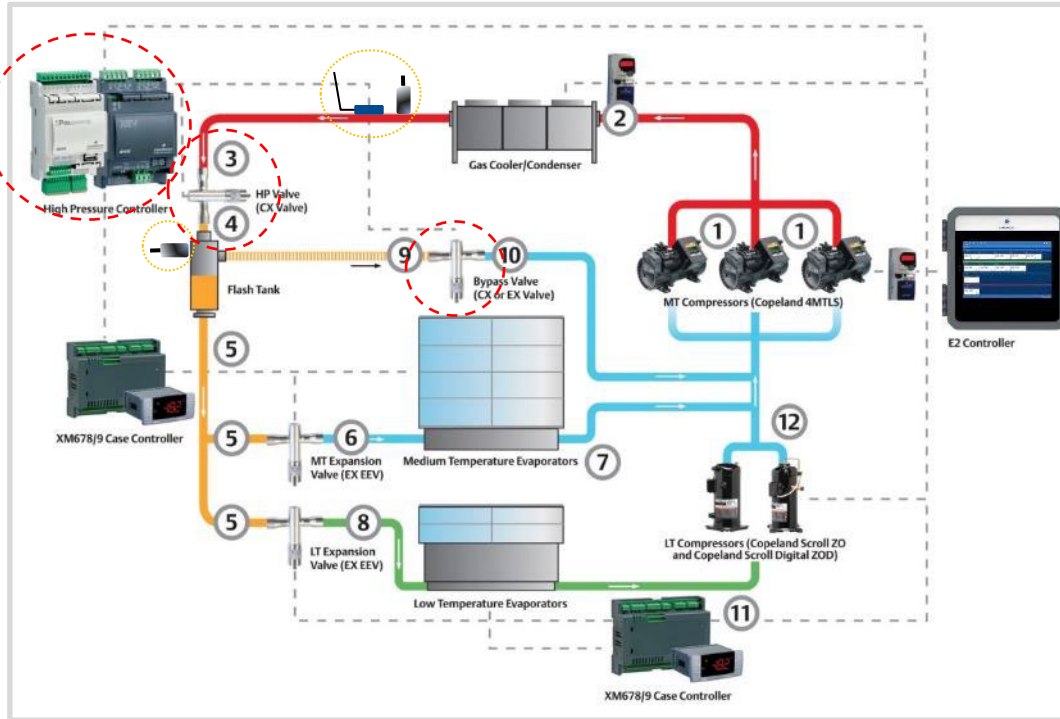 2
Gas Cooler/Condenser
3
HP Valve
(CX Valve)
High Pressure Controller
4
1
1
9
10
Flash Tank
Bypass Valve
(CX or EX Valve)
MT Compressors (Copeland 4MTLS)
E2 Controller
5
XM678/9 Case Controller
5
6
MT Expansion
Valve (EX EEV)
Medium Temperature Evaporators
7
12
5
8
LT Expansion
Valve (EX EEV)
LT Compressors (Copeland Scroll ZO
and Copeland Scroll Digital ZOD)
Low Temperature Evaporators
11
XM678/9 Case Controller